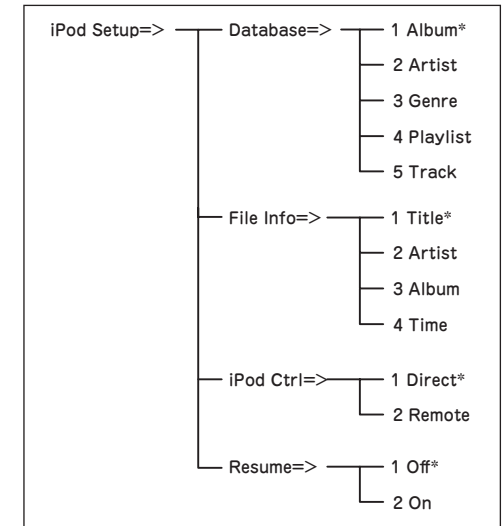 iPod Setup=> Database=> 1 Album*
2 Artist
3 Genre
4 Playlist
5 Track
File Info=> 1 Title*
2 Artist
3 Album
4 Time
iPod Ctrl=> 1 Direct*
2 Remote
Resume=> 1 Off*
2 On